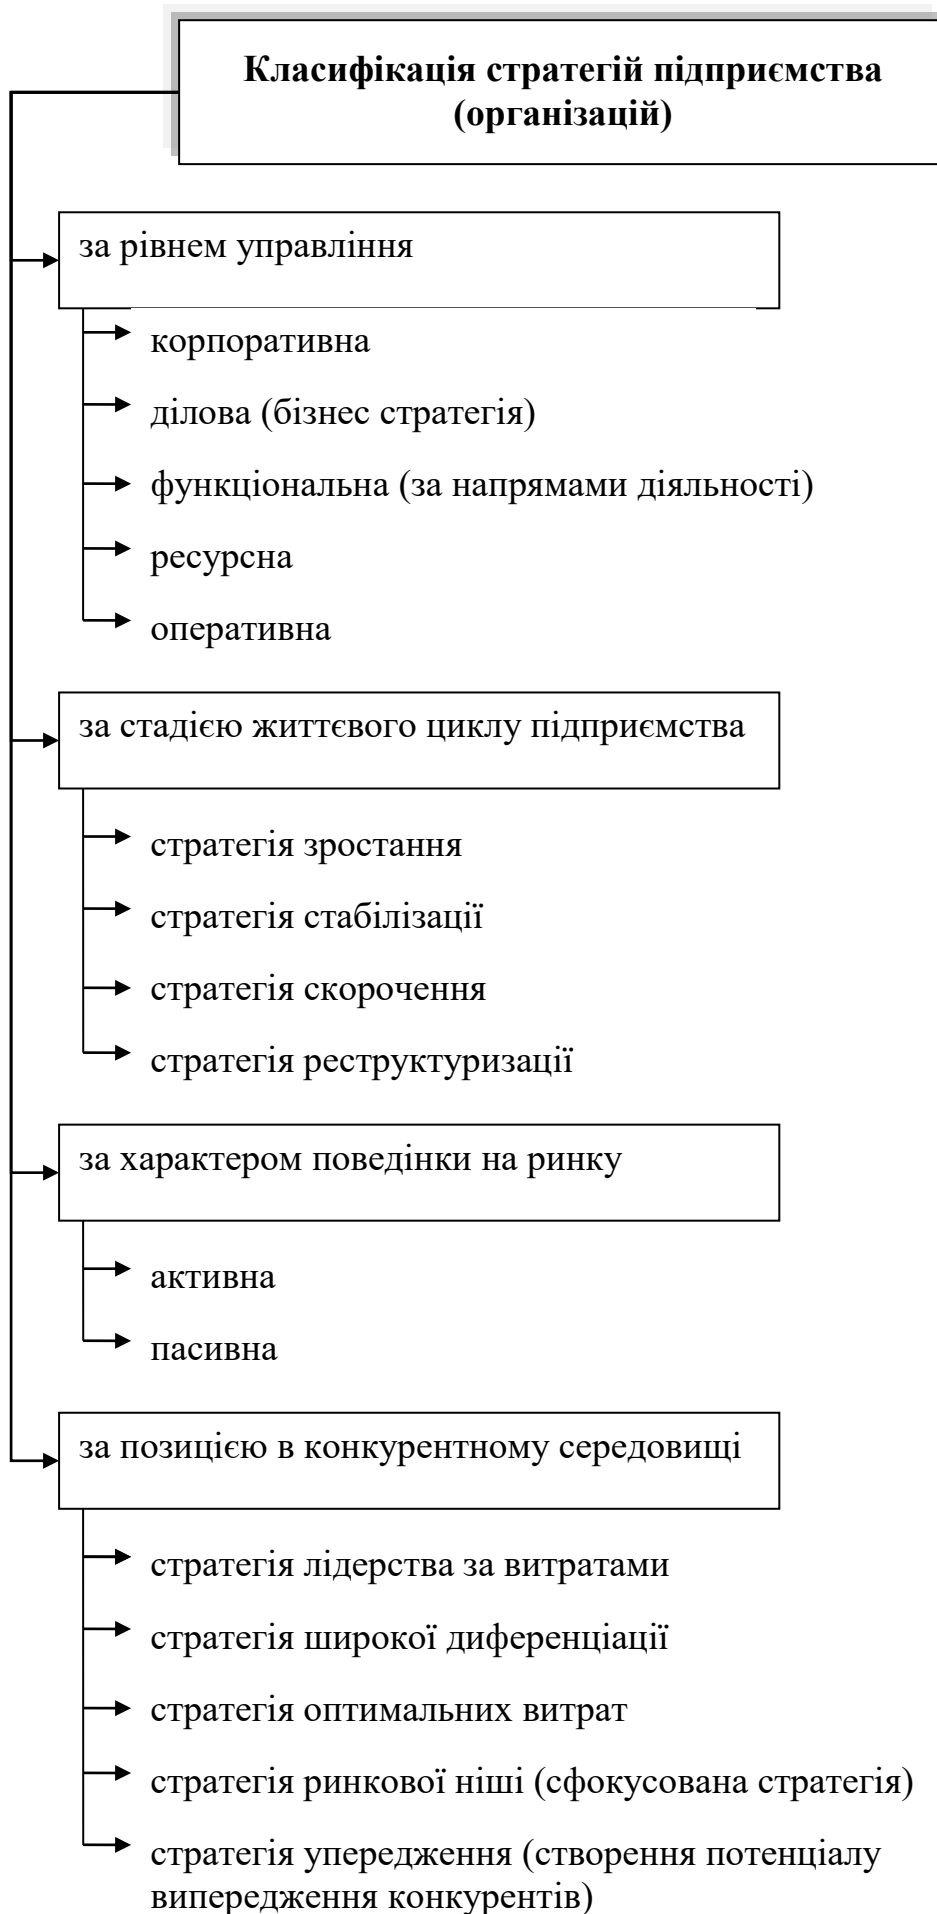 Класифікація стратегій підприємства
(організацій)
за рівнем управління
корпоративна
ділова (бізнес стратегія)
функціональна (за напрямами діяльності)
ресурсна
оперативна
за стадією життєвого циклу підприємства
стратегія зростання
стратегія стабілізації
стратегія скорочення
стратегія реструктуризації
за характером поведінки на ринку
активна
пасивна
за позицією в конкурентному середовищі
стратегія лідерства за витратами
стратегія широкої диференціації
стратегія оптимальних витрат
стратегія ринкової ніші (сфокусована стратегія)
стратегія упередження (створення потенціалу
випередження конкурентів)